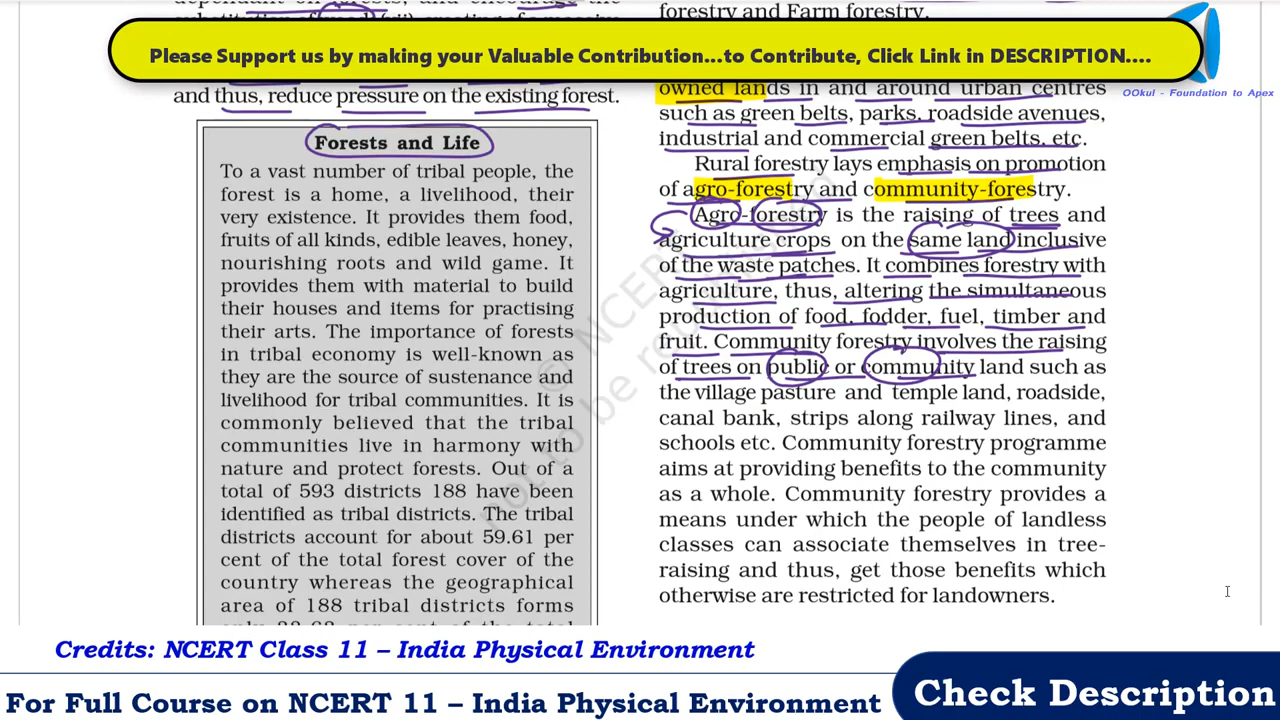 dependant on forests, and encourage the
Please Support us by making your Valuable Contribution...to Contribute, Click Link in DESCRIPTION....
and thus, reduce pressure on the existing forest.
Forests and Life
To a vast number of tribal people, the
forest is a home, a livelihood, their
very existence. It provides them food,
fruits of all kinds, edible leaves, honey,
nourishing roots and wild game. It
provides them with material to build
their houses and items for practising
their arts. The importance of forests
in tribal economy is well-known as
they are the source of sustenance and
livelihood for tribal communities. It is
commonly believed that the tribal
communities live in harmony with
nature and protect forests. Out of a
total of 593 districts 188 have been
identified as tribal districts. The tribal
districts account for about 59.61 per
cent of the total forest cover of the
country whereas the geographical
area of 188 tribal districts forms
forestry and Farm forestry.
OOkul - Foundation to Apex
owned lands in and around urban centres
such as green belts, parks, roadside avenues,
industrial and commercial green belts, etc.
Rural forestry lays emphasis on promotion
of agro-forestry and community-forestry.
Agro-forestry is the raising of trees and
agriculture crops on the same land inclusive
of the waste patches. It combines forestry with
agriculture, thus, altering the simultaneous
production of food, fodder, fuel, timber and
fruit. Community forestry involves the raising
of trees on public or community land such as
the village pasture and temple land, roadside,
canal bank, strips along railway lines, and
schools etc. Community forestry programme
aims at providing benefits to the community
as a whole. Community forestry provides a
means under which the people of landless
classes can associate themselves in tree-
raising and thus, get those benefits which
otherwise are restricted for landowners.
© NCERT
not to be republished
Credits: NCERT Class 11 – India Physical Environment
For Full Course on NCERT 11 – India Physical Environment
Check Description